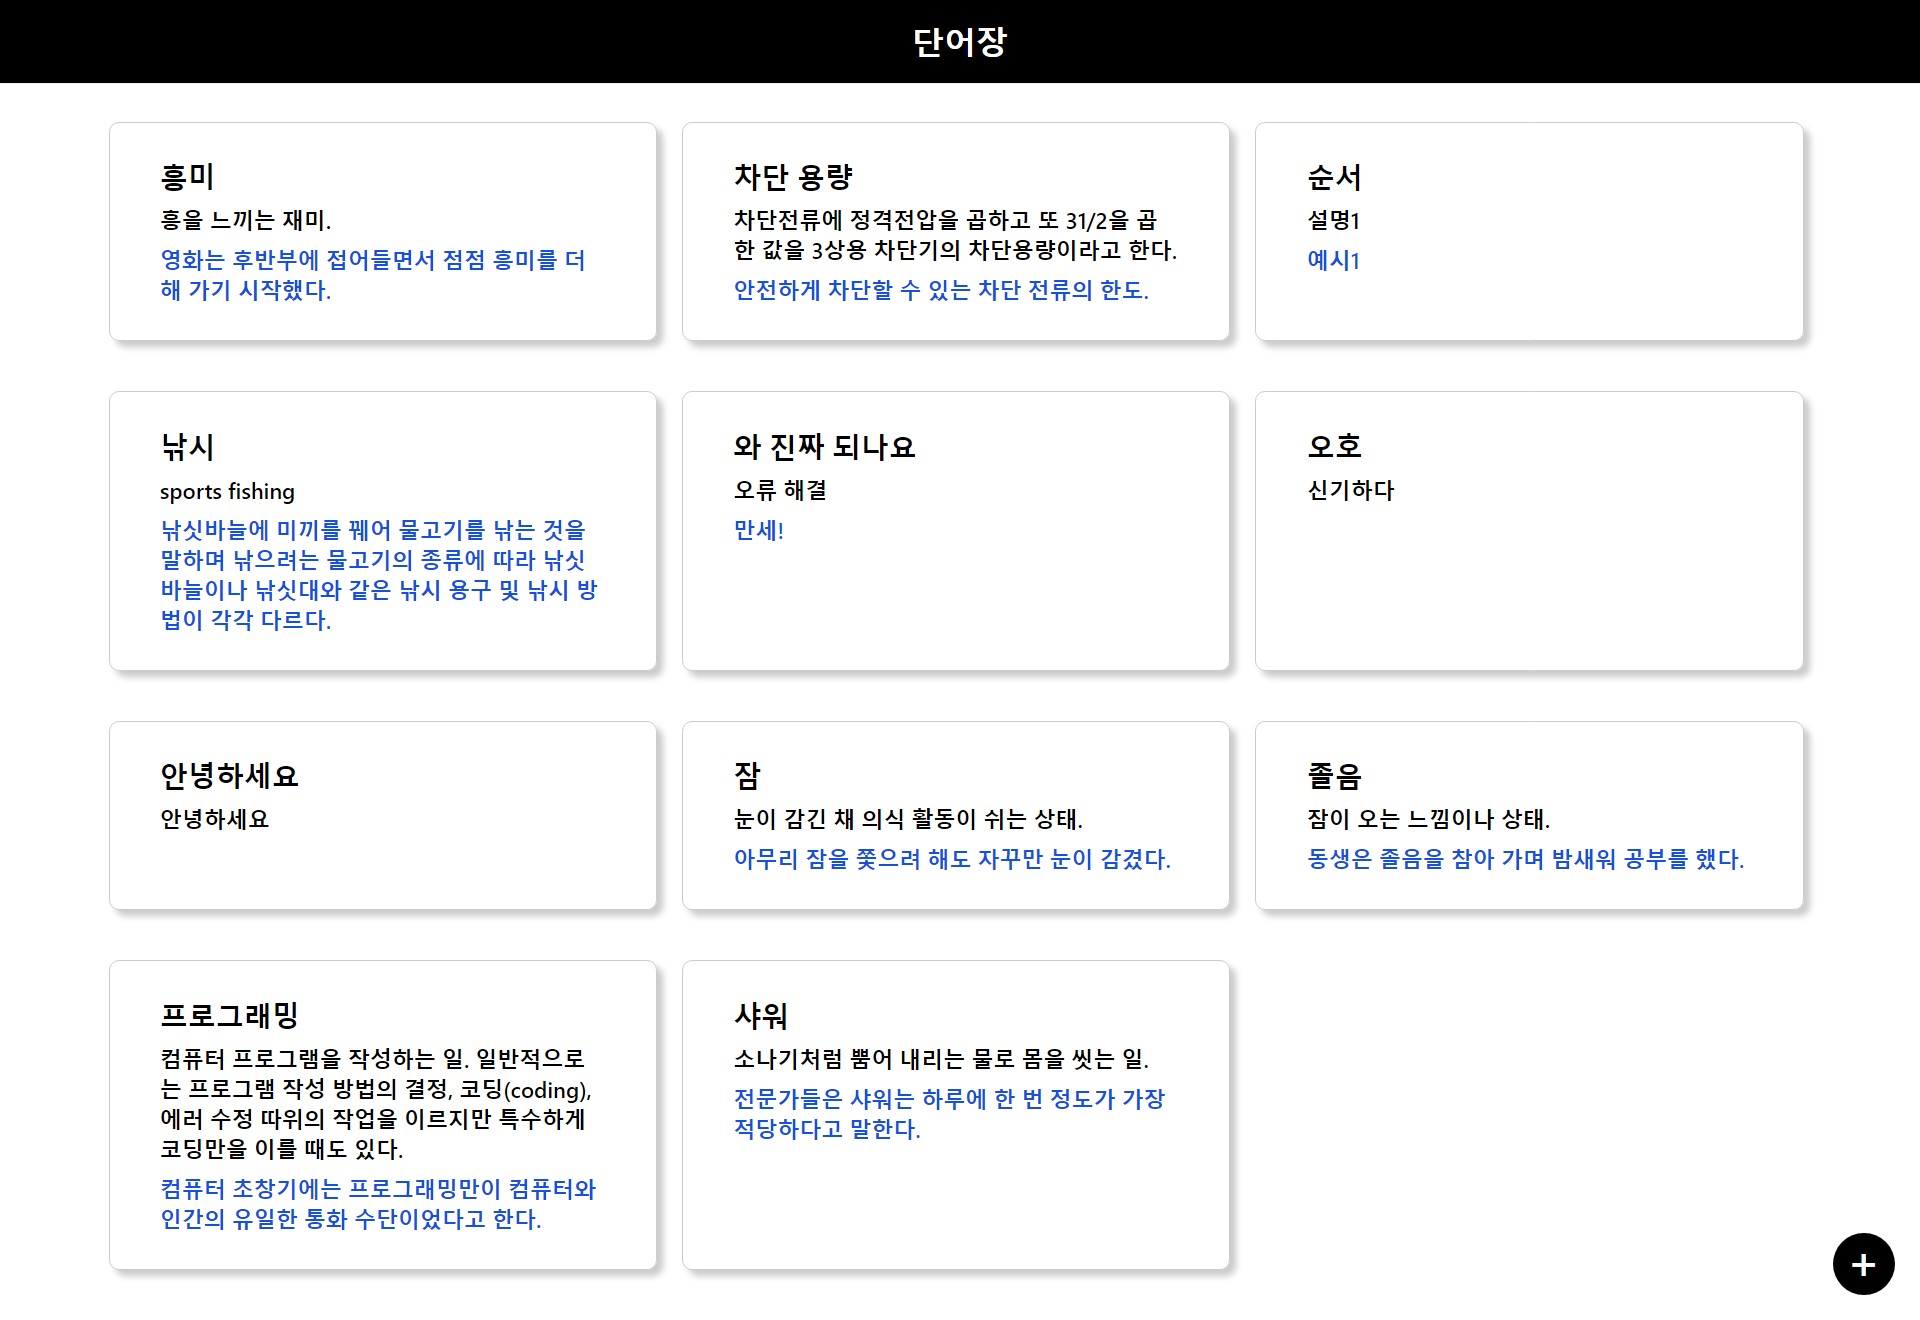 단어장
흥미
흥을 느끼는 재미.
영화는 후반부에 접어들면서 점점 흥미를 더
해 가기 시작했다.
차단 용량
차단전류에 정격전압을 곱하고 또 31/2을 곱
한 값을 3상용 차단기의 차단용량이라고 한다.
안전하게 차단할 수 있는 차단 전류의 한도.
순서
설명1
예시1
낚시
sports fishing
낚싯바늘에 미끼를 꿰어 물고기를 낚는 것을
말하며 낚으려는 물고기의 종류에 따라 낚싯
바늘이나 낚싯대와 같은 낚시 용구 및 낚시 방
법이 각각 다르다.
와 진짜 되나요
오류 해결
만세!
오호
신기하다
안녕하세요
안녕하세요
잠
눈이 감긴 채 의식 활동이 쉬는 상태.
아무리 잠을 쫓으려 해도 자꾸만 눈이 감겼다.
졸음
잠이 오는 느낌이나 상태.
동생은 졸음을 참아 가며 밤새워 공부를 했다.
프로그래밍
컴퓨터 프로그램을 작성하는 일. 일반적으로
는 프로그램 작성 방법의 결정, 코딩(coding),
에러 수정 따위의 작업을 이르지만 특수하게
코딩만을 이를 때도 있다.
컴퓨터 초창기에는 프로그래밍만이 컴퓨터와
인간의 유일한 통화 수단이었다고 한다.
샤워
소나기처럼 뿜어 내리는 물로 몸을 씻는 일.
전문가들은 샤워는 하루에 한 번 정도가 가장
적당하다고 말한다.
+